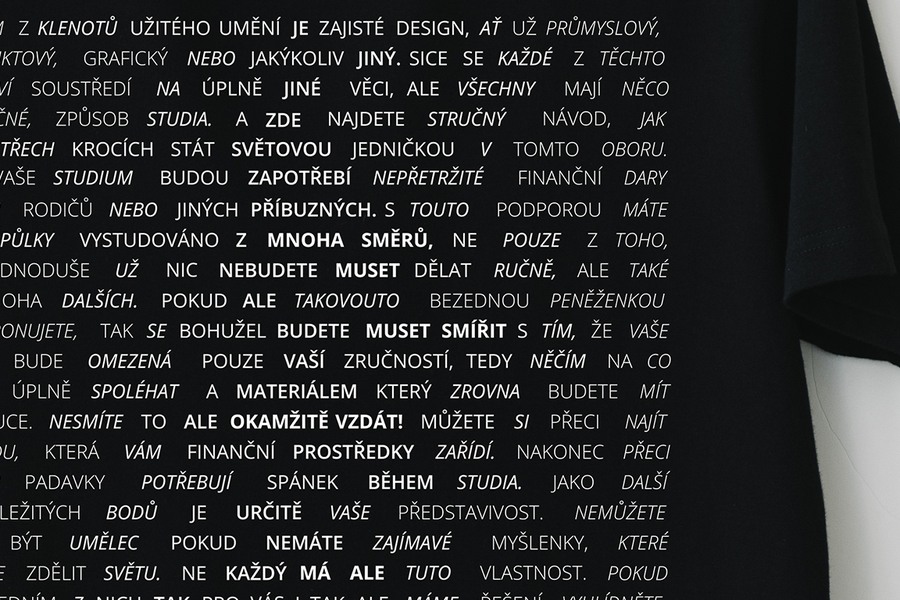 Z KLENOTŮ UŽITÉHO UMĚNÍ JE ZAJISTÉ DESIGN, AŤ UŽ PRŮMYSLOVÝ,
GRAFICKÝ NEBO JAKÝKOLIV JINÝ. SICE SE KAŽDÉ Z TĚCHTO
SOUSTŘEDÍ NA ÚPLNĚ JINÉ VĚCI, ALE VŠECHNY MAJÍ NĚCO
ZPŮSOB STUDIA. A ZDE NAJDETE STRUČNÝ NÁVOD, JAK
TŘECH KROCÍCH STÁT SVĚTOVOU JEDNIČKOU V TOMTO OBORU.
VAŠE STUDIUM BUDOU ZAPOTŘEBÍ NEPŘETRŽITÉ FINANČNÍ DARY
RODIČŮ NEBO JINÝCH PŘÍBUZNÝCH. S TOUTO PODPOROU MÁTE
PŮLKY VYSTUDOVÁNO Z MNOHA SMĚRŮ, NE POUZE Z TOHO,
DNODUŠE UŽ NIC NEBUDETE MUSET DĚLAT RUČNĚ, ALE TAKÉ
OHA DALŠÍCH. POKUD ALE TAKOVOUTO BEZEDNOU PENĚŽENKOU
PONUJETE, TAK SE BOHUŽEL BUDETE MUSET SMÍŘIT S TÍM, ŽE VAŠE
BUDE OMEZENÁ POUZE VAŠÍ ZRUČNOSTÍ, TEDY NĚČÍM NA CO
ÚPLNĚ SPOLÉHAT A MATERIÁLEM KTERÝ ZROVNA BUDETE MÍT
UCE. NESMÍTE TO ALE OKAMŽITĚ VZDÁT! MŮŽETE SI PŘECI NAJÍT
OU, KTERÁ VÁM FINANČNÍ PROSTŘEDKY ZAŘÍDÍ. NAKONEC PŘECI
PADAVKY POTŘEBUJÍ SPÁNEK BĚHEM STUDIA. JAKO DALŠÍ
LEŽITÝCH BODŮ JE URČITĚ VAŠE PŘEDSTAVIVOST. NEMŮŽETE
BÝT UMĚLEC POKUD NEMÁTE ZAJÍMAVÉ MYŠLENKY, KTERÉ
ZDĚLIT SVĚTU. NE KAŽDÝ MÁ ALE TUTO VLASTNOST. POKUD